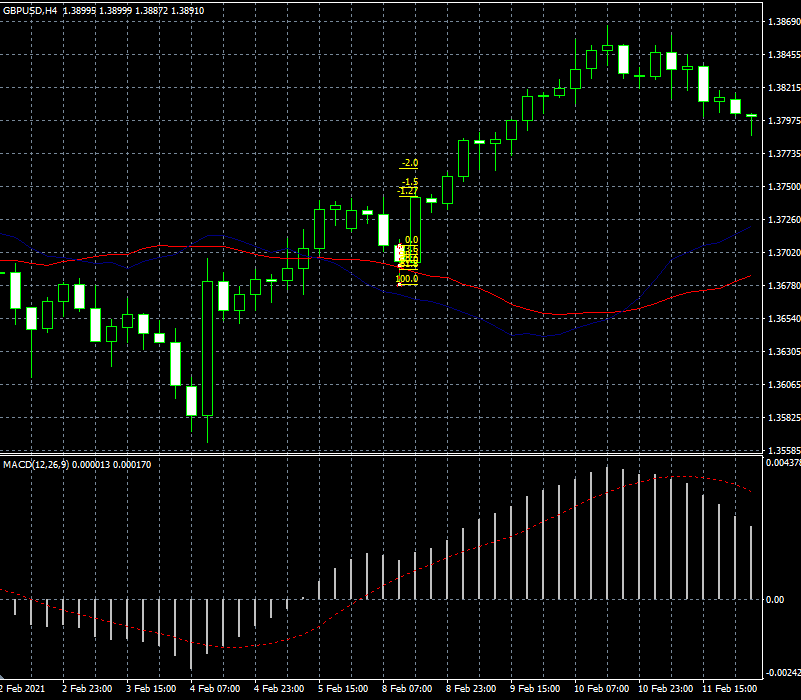 GBPUSD,H4 1.38995 1.38999 1.38872 1.38910
1.38690
1.38455
1.38215
1.37975
1.37735
1.37500
1.37260
1.37020
1.36780
1.36540
1.36305
1.36065
1.35825
1.35585
-2.0
-1.5
-1.27
0.0
100.0
MACD(12,26,9) 0.000013 0.000170
0.004378
0.00
-0.00242
2 Feb 2021
2 Feb 23:00
3 Feb 15:00
4 Feb 07:00
4 Feb 23:00
5 Feb 15:00
8 Feb 07:00
8 Feb 23:00
9 Feb 15:00
10 Feb 07:00
10 Feb 23:00
11 Feb 15:00